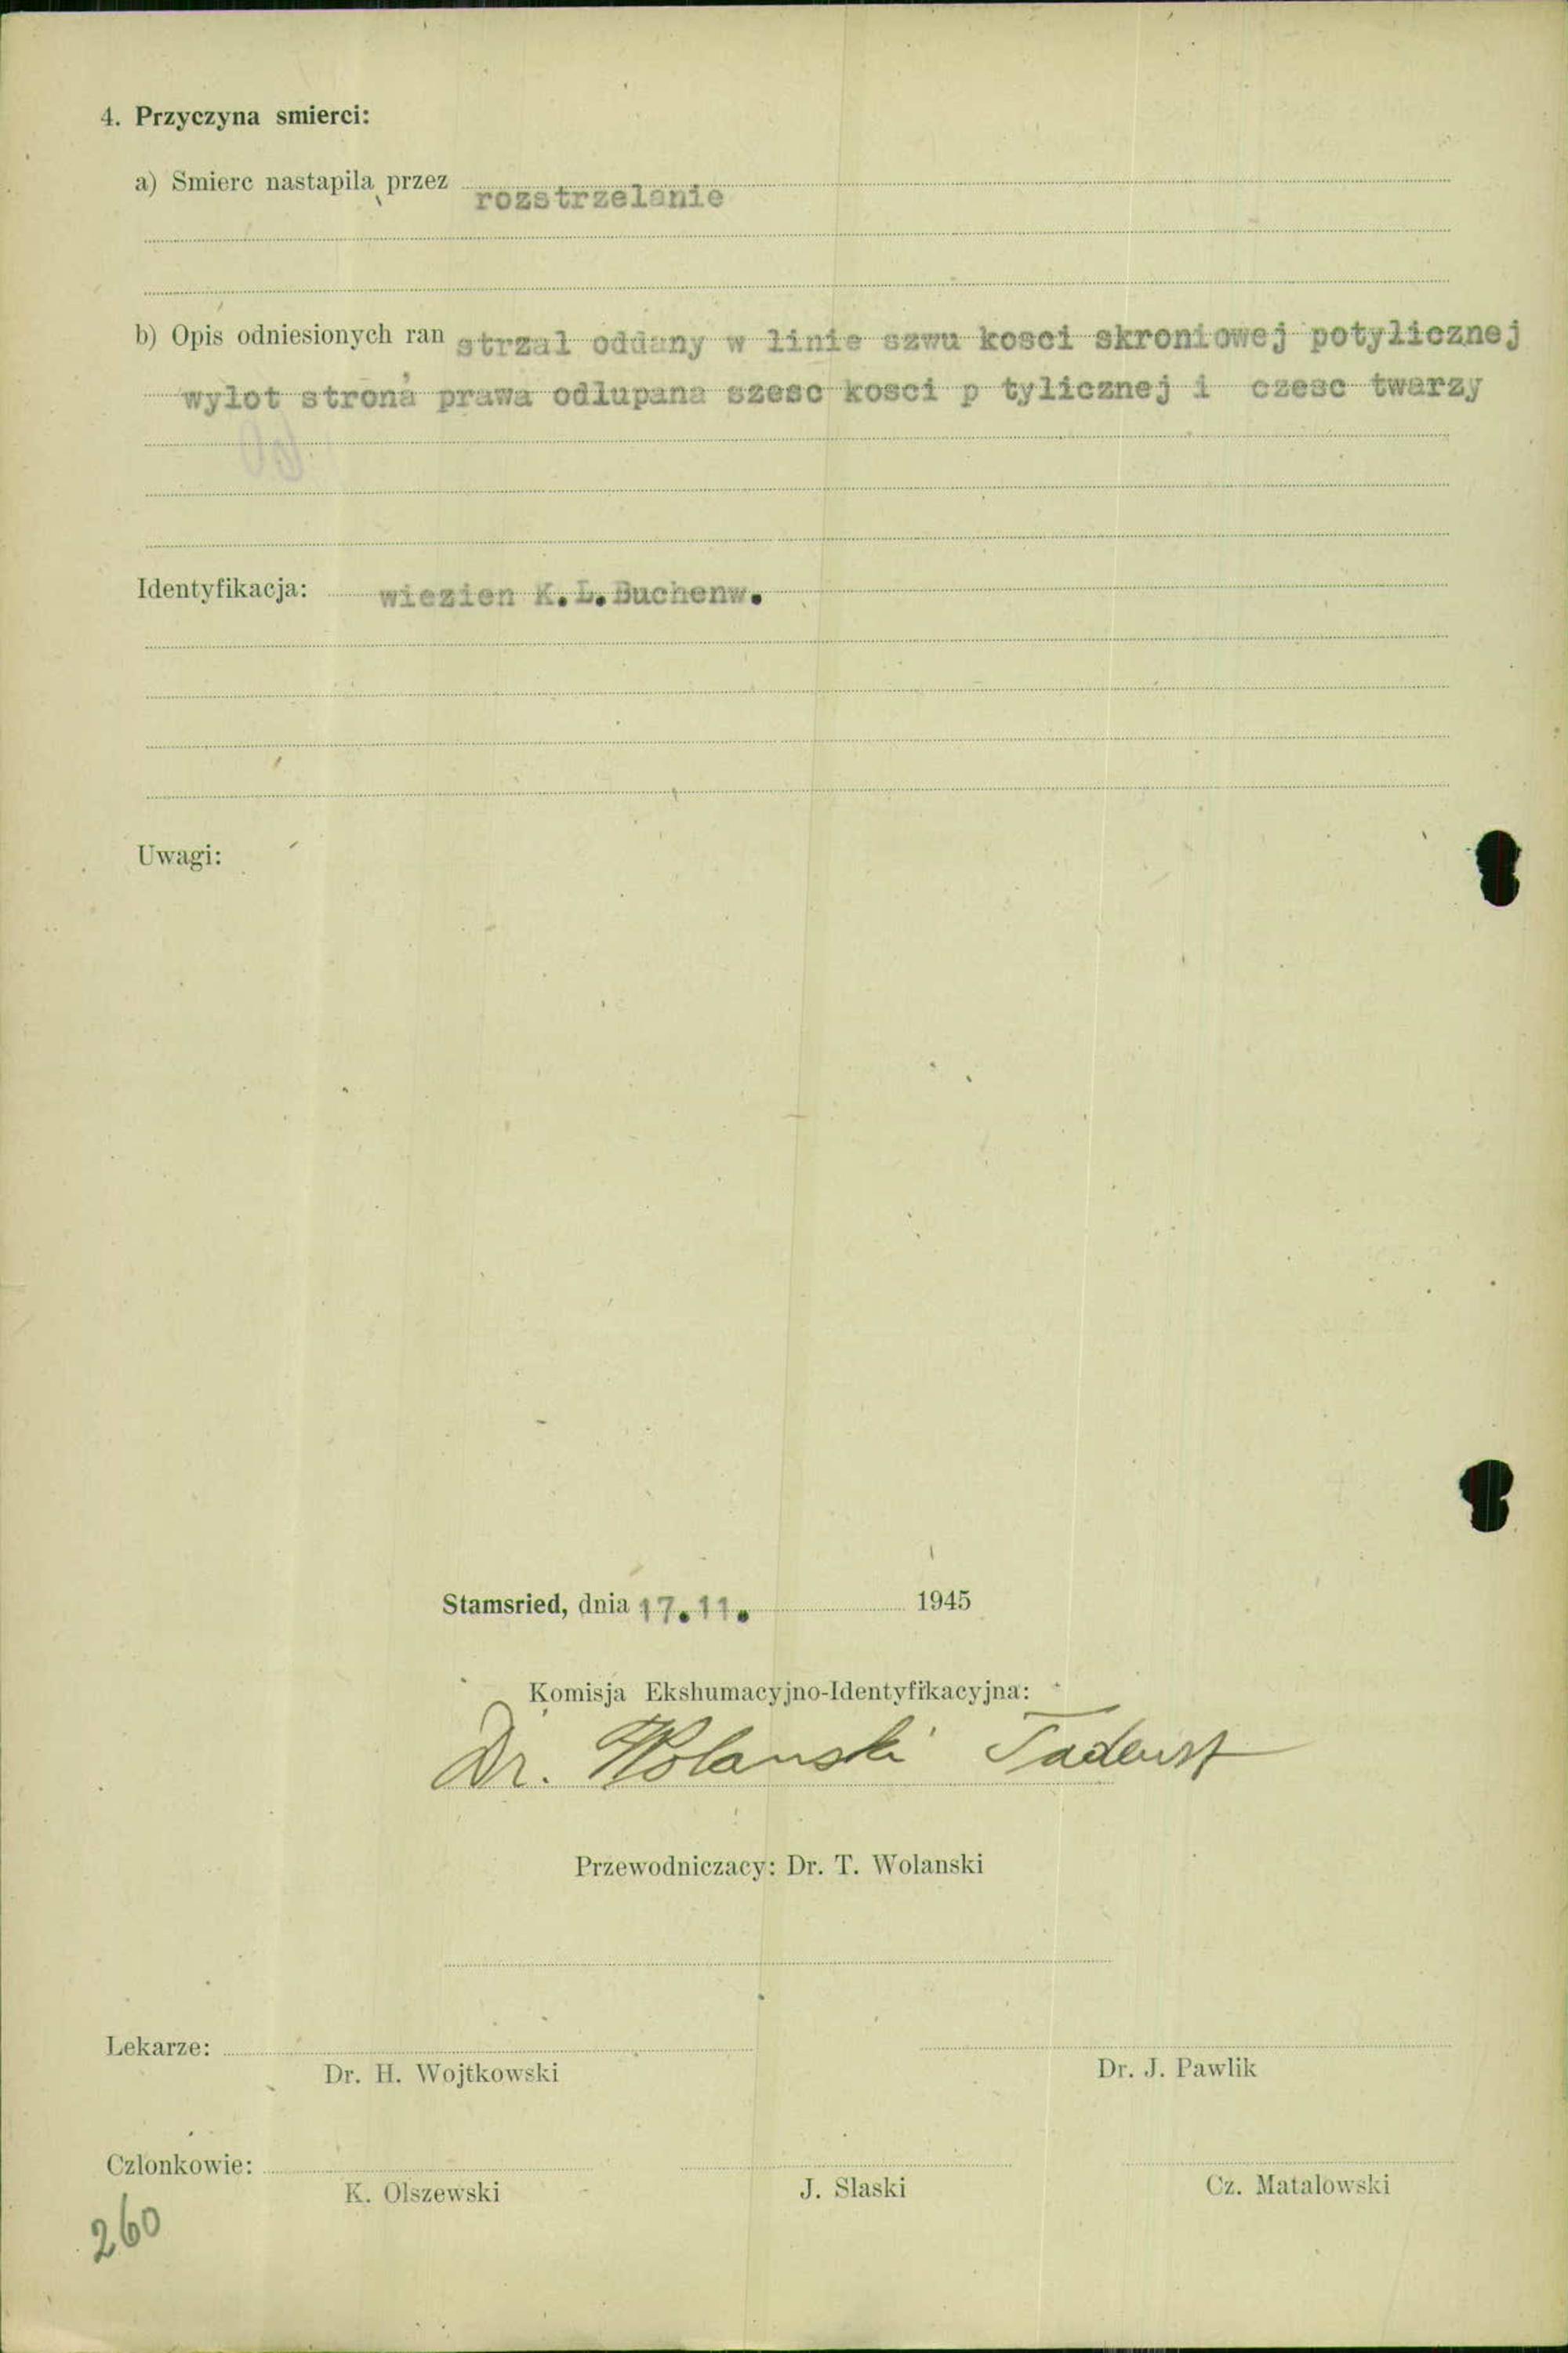 4. Przyczyna smierci:
a) Smierc nastapila przez rozstrzelanie
b) Opis odniesionych ran strzal oddany w linie szwu kosci skroniowej potylicznej
wylot strona prawa odlupana szesc kosci p tylicznej i czesc twarzy
Identyfikacja: wiezien K.L.Buchenw.
Uwagi:
Stamsried, dnia 17.11. 1945
Komisja Ekshumacyjno-Identyfikacyjna:
Dr. Wolanski Tadeusz
Przewodniczacy: Dr. T. Wolanski
Lekarze:
Dr. H. Wojtkowski Dr. J. Pawlik
Czlonkowie:
K. Olszewski J. Slaski Cz. Matalowski
260